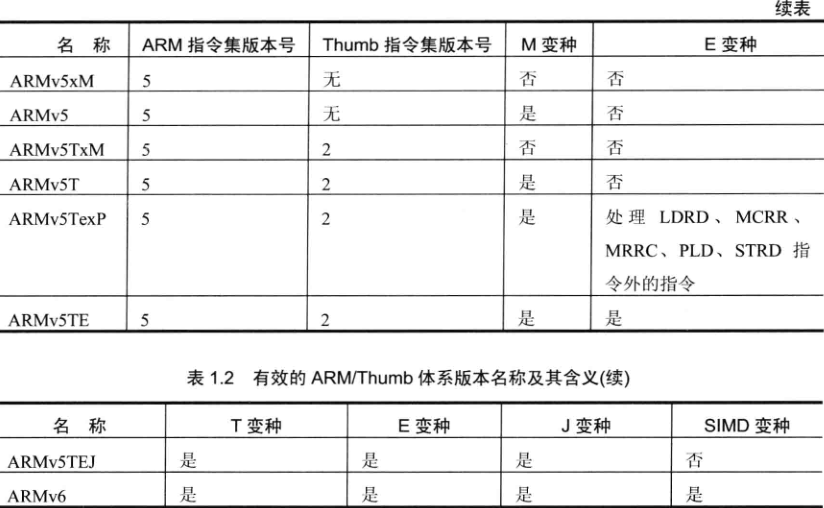 续表
名 称 ARM 指令集版本号 Thumb 指令集版本号 M 变种 E 变种
ARMv5xM 5 无 否 否
ARMv5 5 无 是 否
ARMv5TxM 5 2 否 否
ARMv5T 5 2 是 否
ARMv5TexP 5 2 是 处理 LDRD、MCRR、
MRRC、PLD、STRD 指
令外的指令
ARMv5TE 5 2 是 是
表 1.2 有效的 ARM/Thumb 体系版本名称及其含义(续)
名 称 T 变种 E 变种 J 变种 SIMD 变种
ARMv5TEJ 是 是 是 否
ARMv6 是 是 是 是